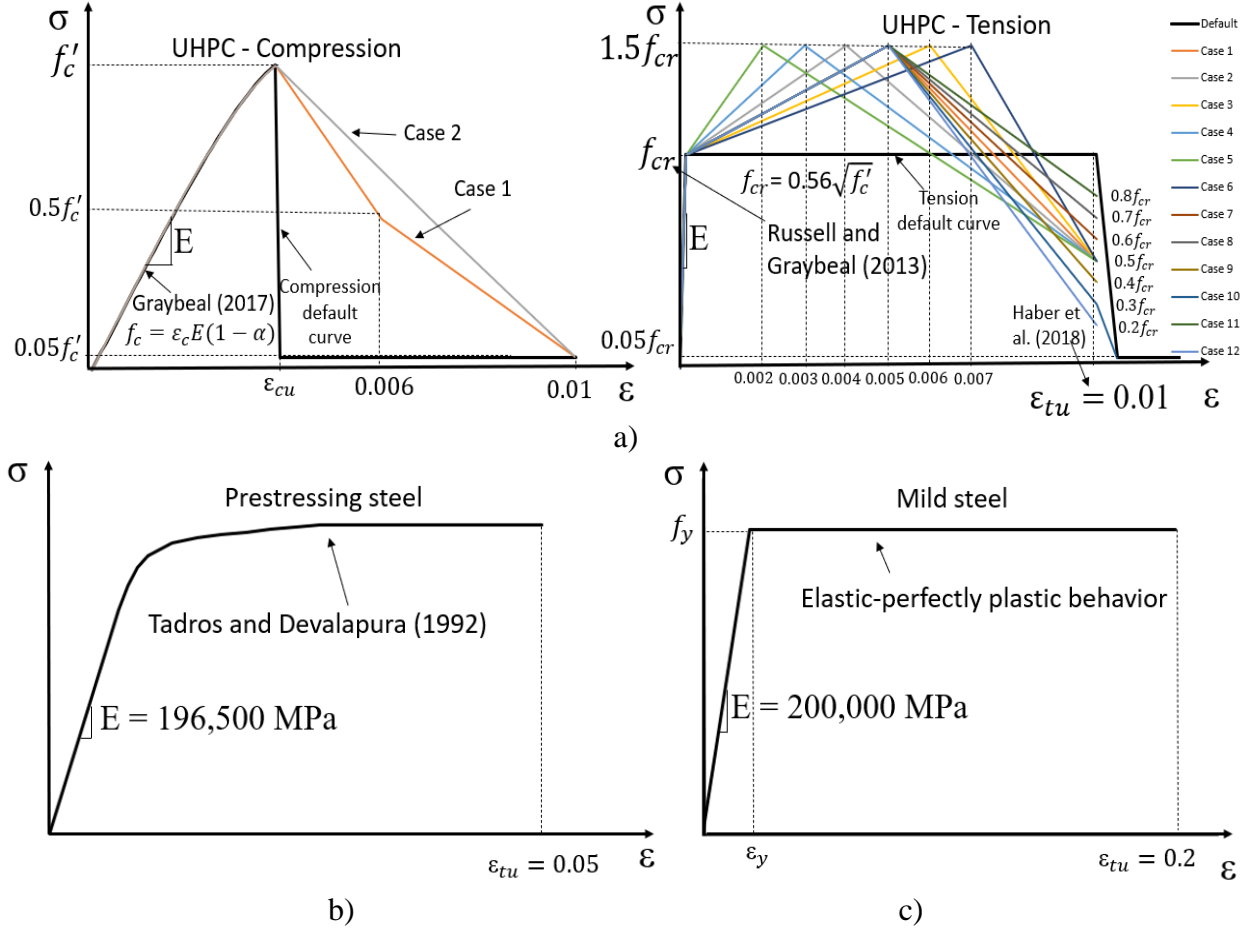 σ
f′c
UHPC - Compression
Case 2
Case 1
0.5f′c
E
Graybeal (2017)
fc = εcE(1 − α)
Compression
default
curve
0.05f′c
εcu
0.006
0.01
ε
σ
UHPC - Tension
1.5fcr
fcr
fcr = 0.56√f′c
Tension
default curve
E
Russell and
Graybeal (2013)
0.8fcr
0.7fcr
0.6fcr
0.5fcr
0.4fcr
0.3fcr
0.2fcr
Haber et
al. (2018)
0.05fcr
0.002
0.003
0.004
0.005
0.006
0.007
εtu = 0.01
ε
Default
Case 1
Case 2
Case 3
Case 4
Case 5
Case 6
Case 7
Case 8
Case 9
Case 10
Case 11
Case 12
a)
σ
Prestressing steel
Tadros and Devalapura (1992)
E = 196,500 MPa
εtu = 0.05
ε
b)
σ
Mild steel
fy
Elastic-perfectly plastic behavior
E = 200,000 MPa
εy
εtu = 0.2
ε
c)